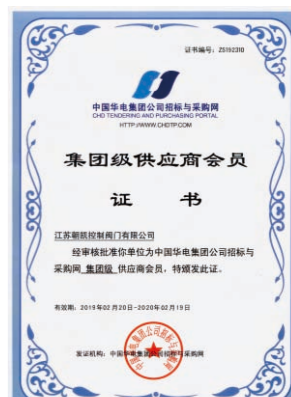 证书编号：ZS192310
中国华电集团公司招标与采购网
CHD TENDERING AND PURCHASING PORTAL
HTTP://WWW.CHDTP.COM
集团级供应商会员
证 书
江苏朝凯控制阀门有限公司
经审核批准你单位为中国华电集团公司招标与
采购网 集团级 供应商会员，特颁发此证。
有效期：2019年02月20日-2020年02月19日
发证机构：中国华电集团公司招标与采购网